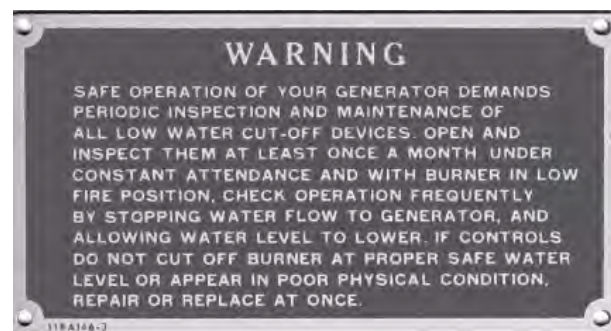 WARNING
SAFE OPERATION OF YOUR GENERATOR DEMANDS
PERIODIC INSPECTION AND MAINTENANCE OF
ALL LOW WATER CUT-OFF DEVICES. OPEN AND
INSPECT THEM AT LEAST ONCE A MONTH UNDER
CONSTANT ATTENDANCE AND WITH BURNER IN LOW
FIRE POSITION, CHECK OPERATION FREQUENTLY
BY STOPPING WATER FLOW TO GENERATOR, AND
ALLOWING WATER LEVEL TO LOWER. IF CONTROLS
DO NOT CUT OFF BURNER AT PROPER SAFE WATER
LEVEL OR APPEAR IN POOR PHYSICAL CONDITION,
REPAIR OR REPLACE AT ONCE.
118A146-3